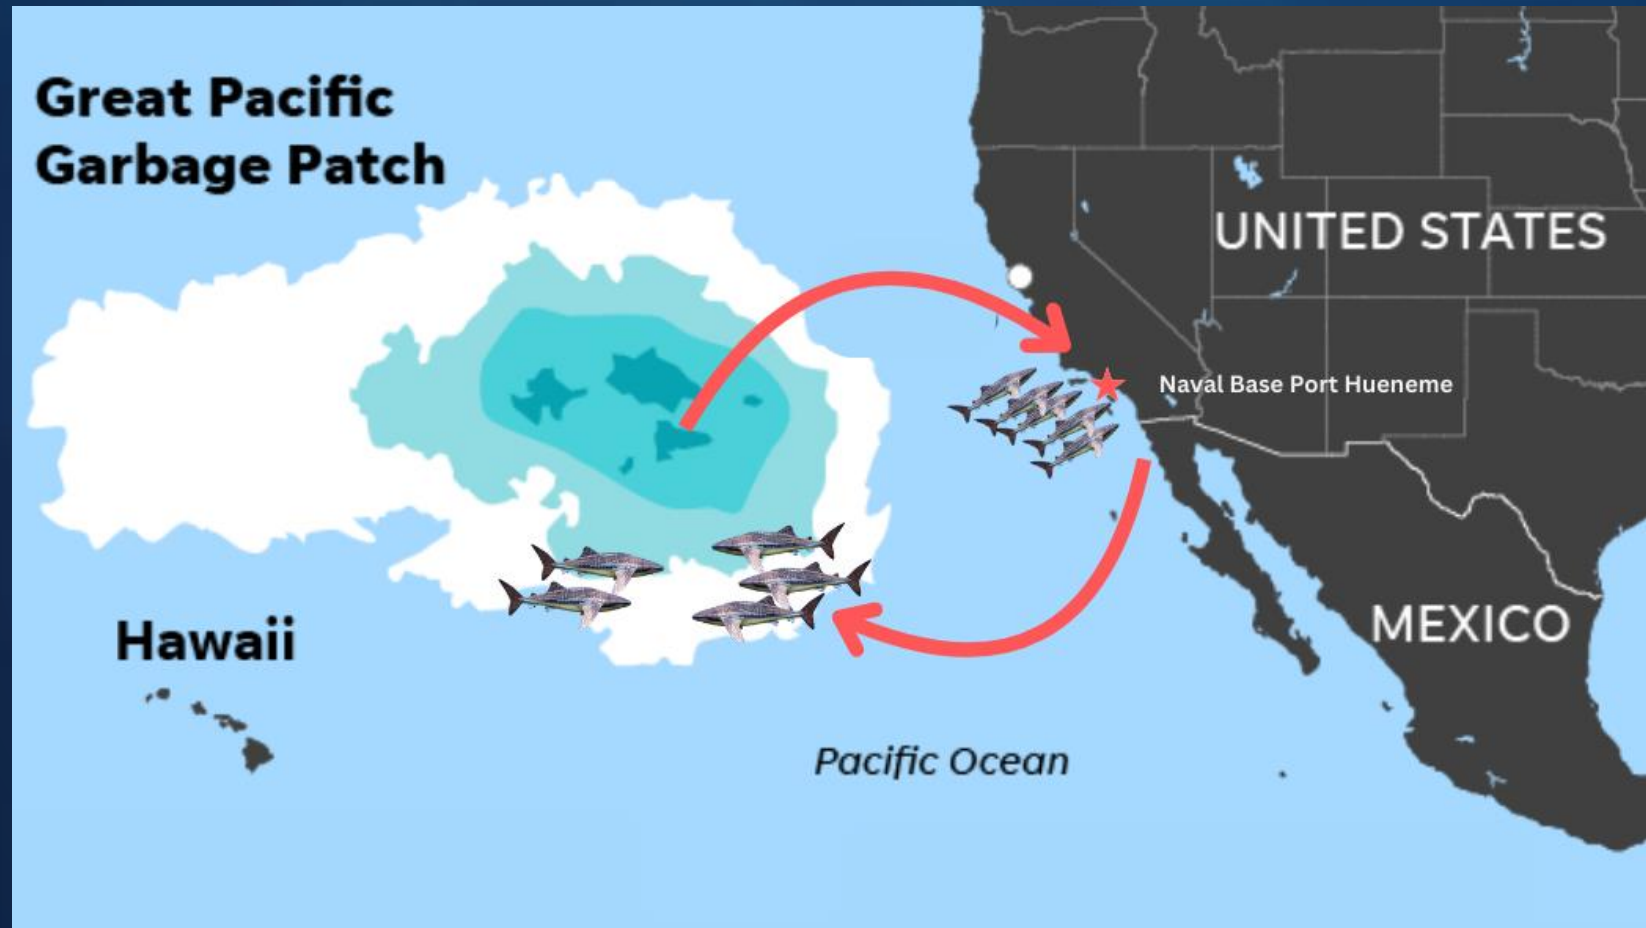 Great Pacific
Garbage Patch
UNITED STATES
Naval Base Port Hueneme
MEXICO
Hawaii
Pacific Ocean